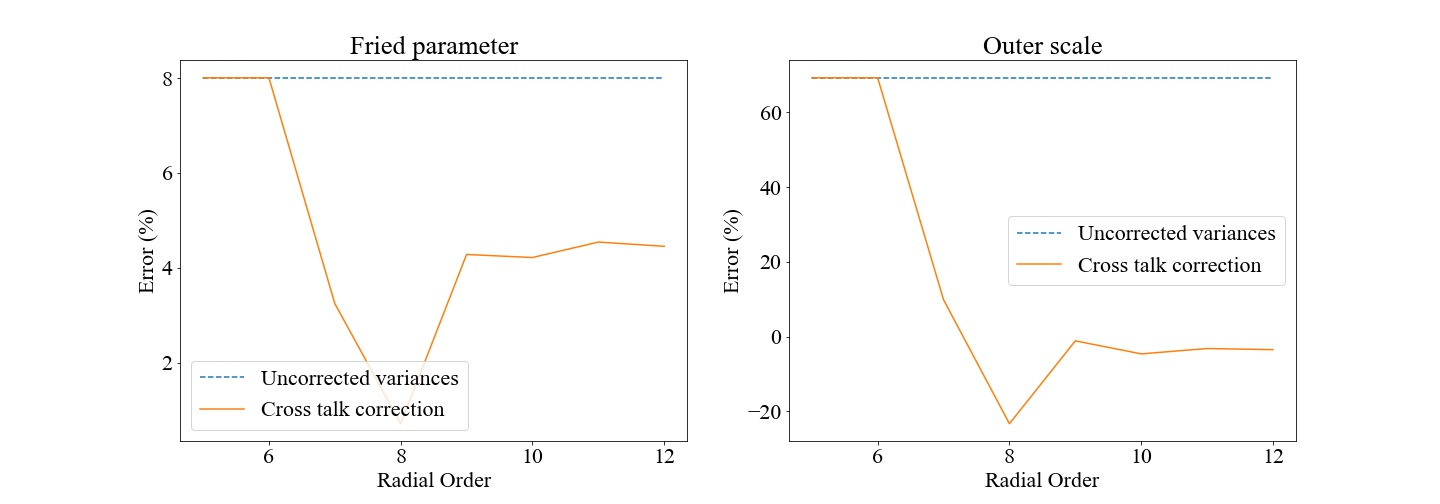 Fried parameter
8
6
4
2
Error (%)
Uncorrected variances
Cross talk correction
6 8 10 12
Radial Order
Outer scale
60
40
20
0
−20
Error (%)
Uncorrected variances
Cross talk correction
6 8 10 12
Radial Order